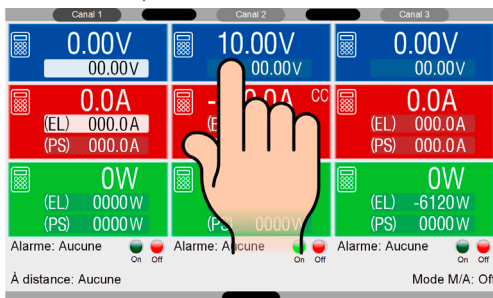 Canal 1 Canal 2 Canal 3
0.00V 10.00V 0.00V
00.00V 00.00V 00.00V
0.0A 0A CC 0.0A
(EL) 000.0A (EL) 000.0A
(PS) 000.0A (PS) 000.0A
0W 0W
(EL) 0000W (EL) -6120W
(PS) 0000W (PS) 0000W (PS) 0000W
Alarme: Aucune Alarme: Aucune Alarme: Aucune
On Off On Off On Off
À distance: Aucune Mode M/A: Off